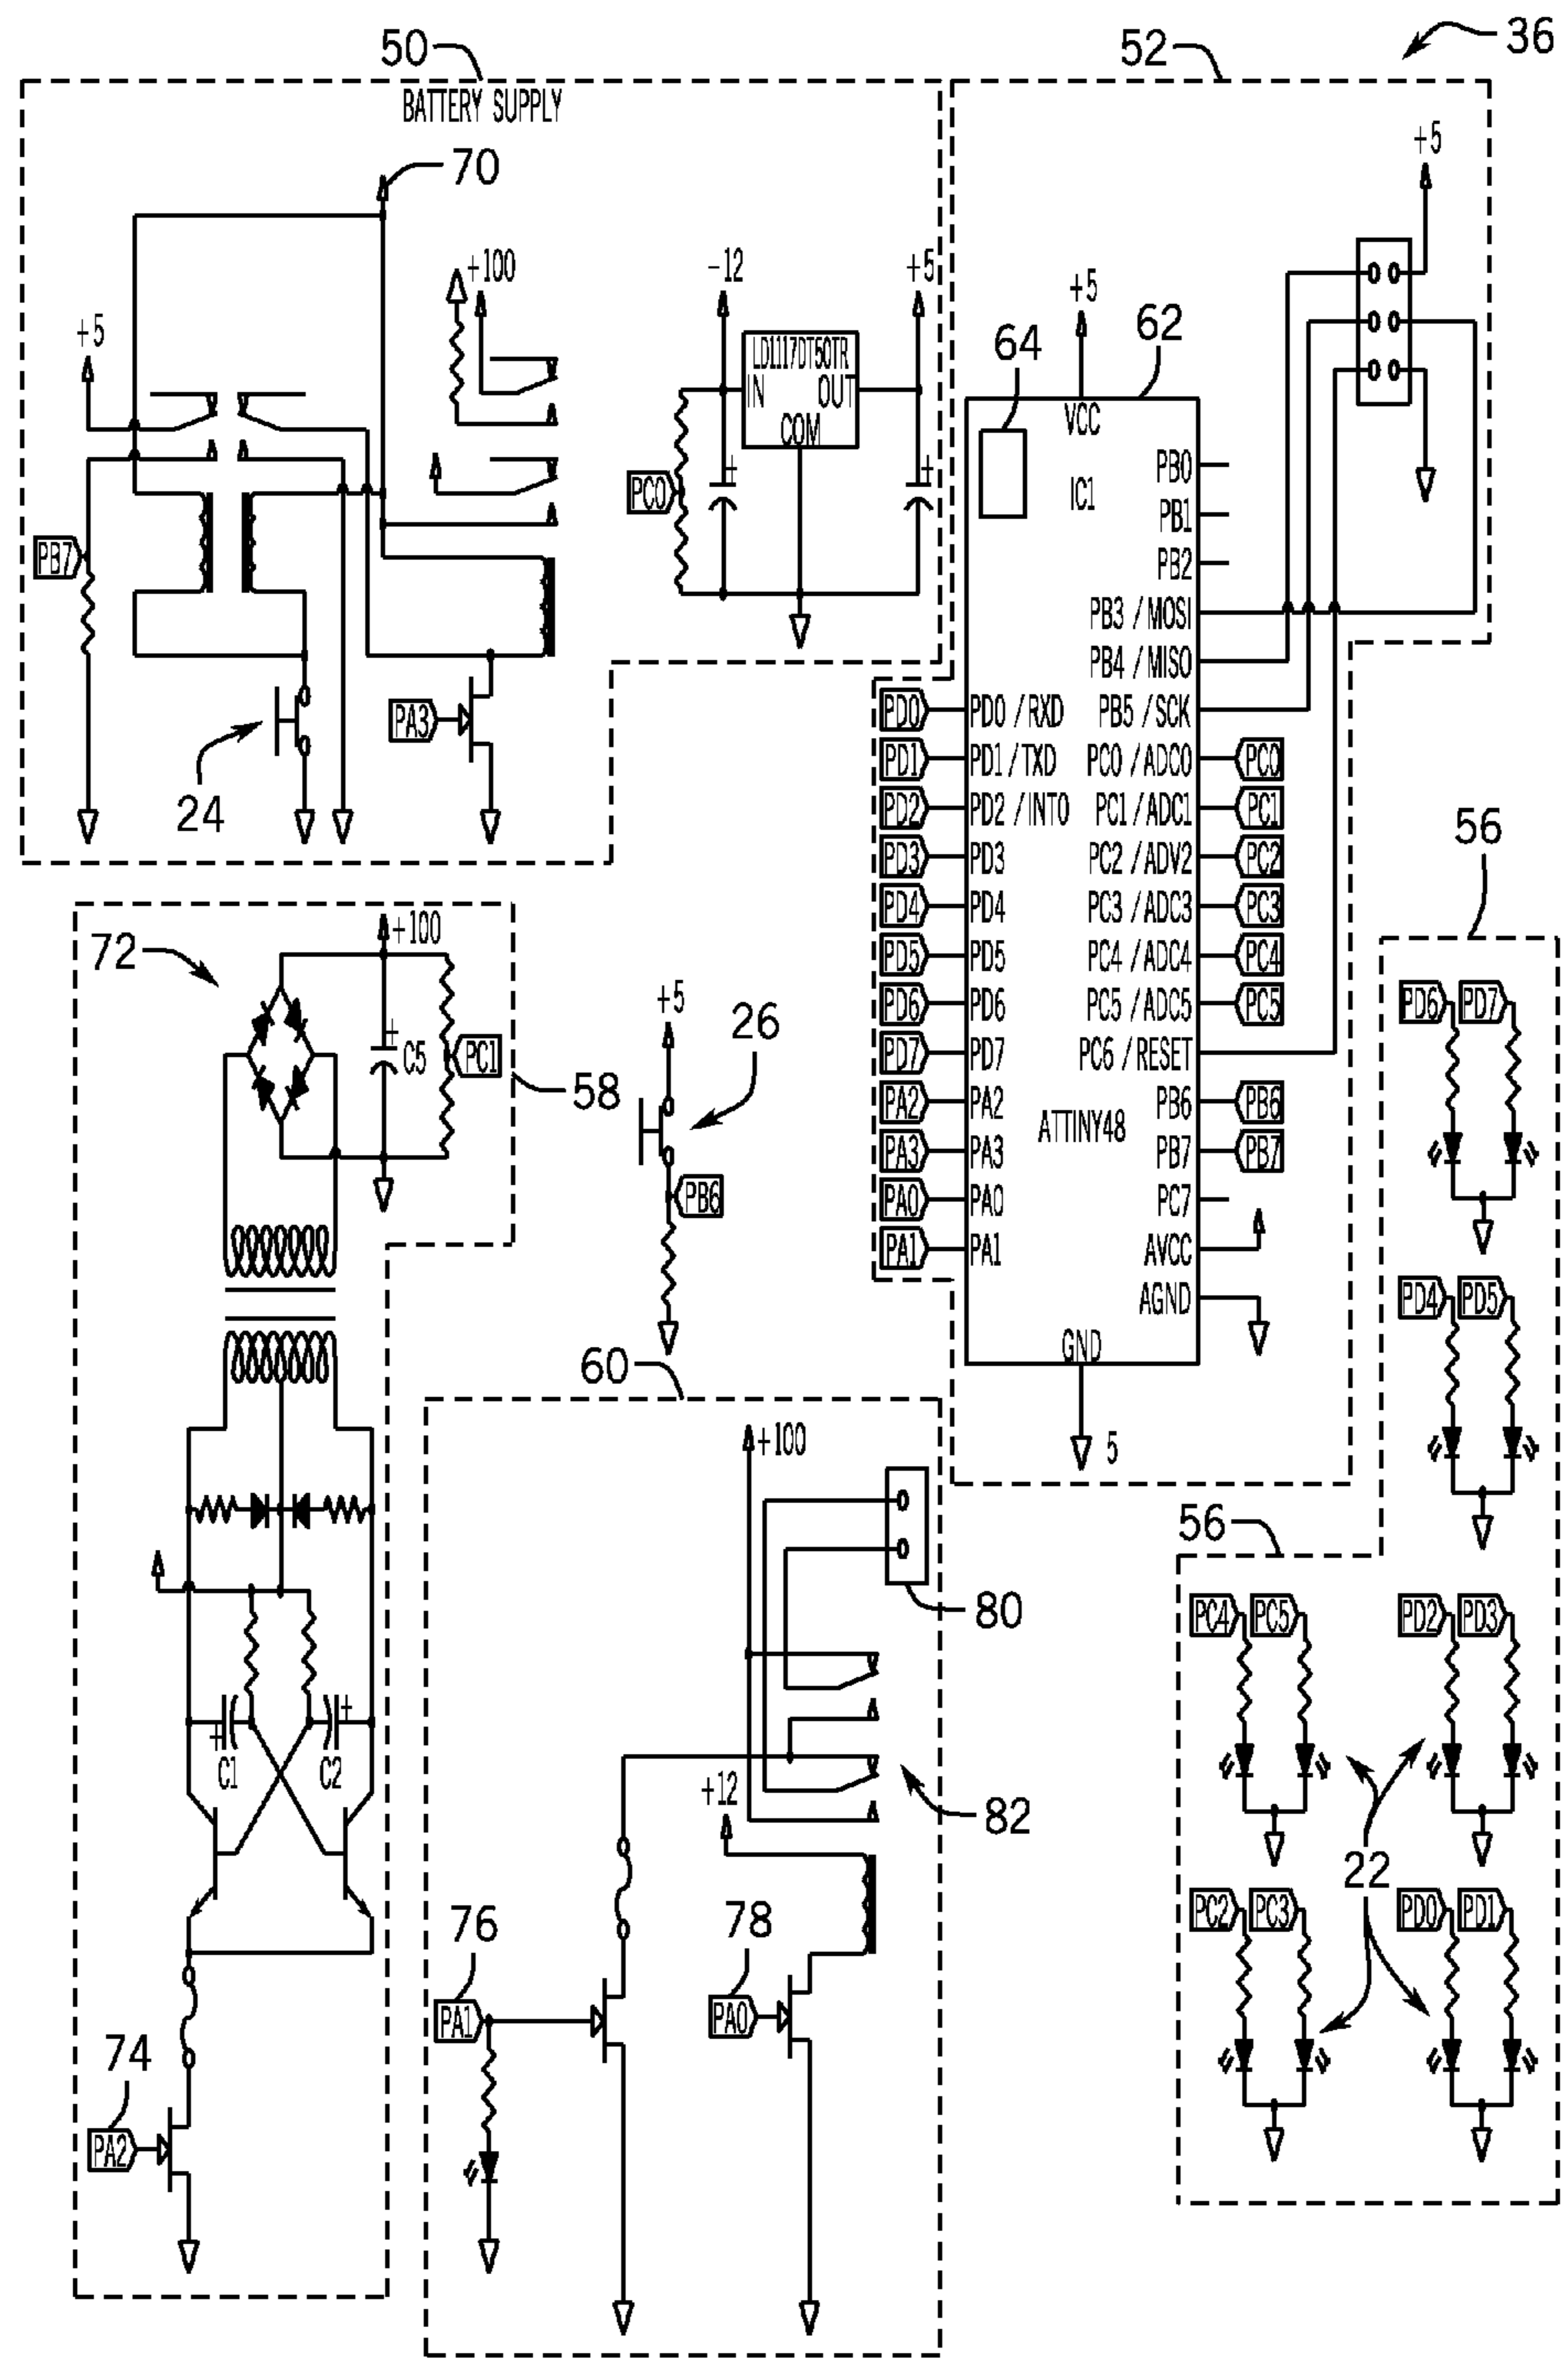 36
50
52
BATTERY SUPPLY
70
+5
+100
-12
+5
+5
+5
64
62
LD1117DT50TR
IN
OUT
COM
VCC
IC1
PB0
PB1
PB2
PB3 /MOSI
PB4 /MISO
PB5 /SCK
PC0 /ADC0
PC1 /ADC1
PC2 /ADV2
PC3 /ADC3
PC4 /ADC4
PC5 /ADC5
PC6 /RESET
PB6
PB7
PC7
AVCC
AGND
GND
5
ATTINY48
PD0 /RXD
PD1 /TXD
PD2 /INT0
PD3
PD4
PD5
PD6
PD7
PA2
PA3
PA0
PA1
PD0
PD1
PD2
PD3
PD4
PD5
PD6
PD7
PA2
PA3
PA0
PA1
PC0
PC1
PC2
PC3
PC4
PC5
PB6
PB7
PC0
+
+
PB7
PA3
24
72
+100
+
C5
PC1
58
+5
26
PB6
60
+
C1
+
C2
74
PA2
+100
80
82
+12
76
PA1
78
PA0
56
PD6
PD7
PD4
PD5
56
PC4
PC5
PD2
PD3
22
PC2
PC3
PD0
PD1